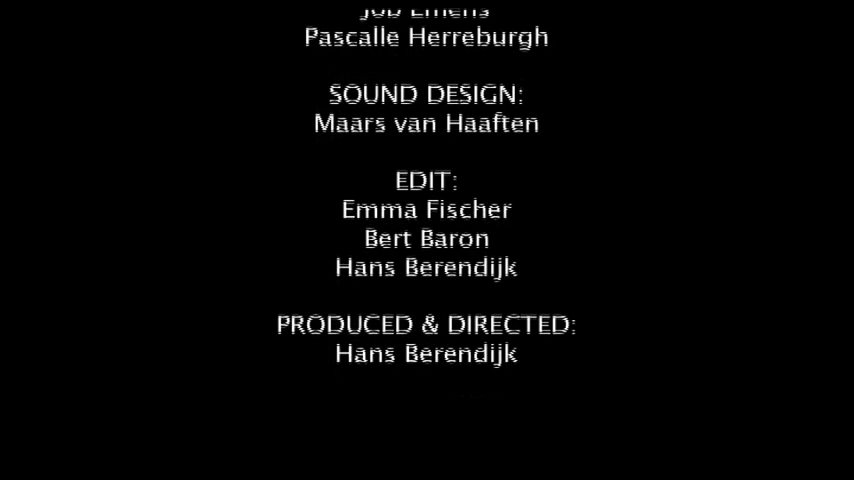 Pascalle Herreburgh
SOUND DESIGN:
Maars van Haaften
EDIT:
Emma Fischer
Bert Baron
Hans Berendijk
PRODUCED & DIRECTED:
Hans Berendijk